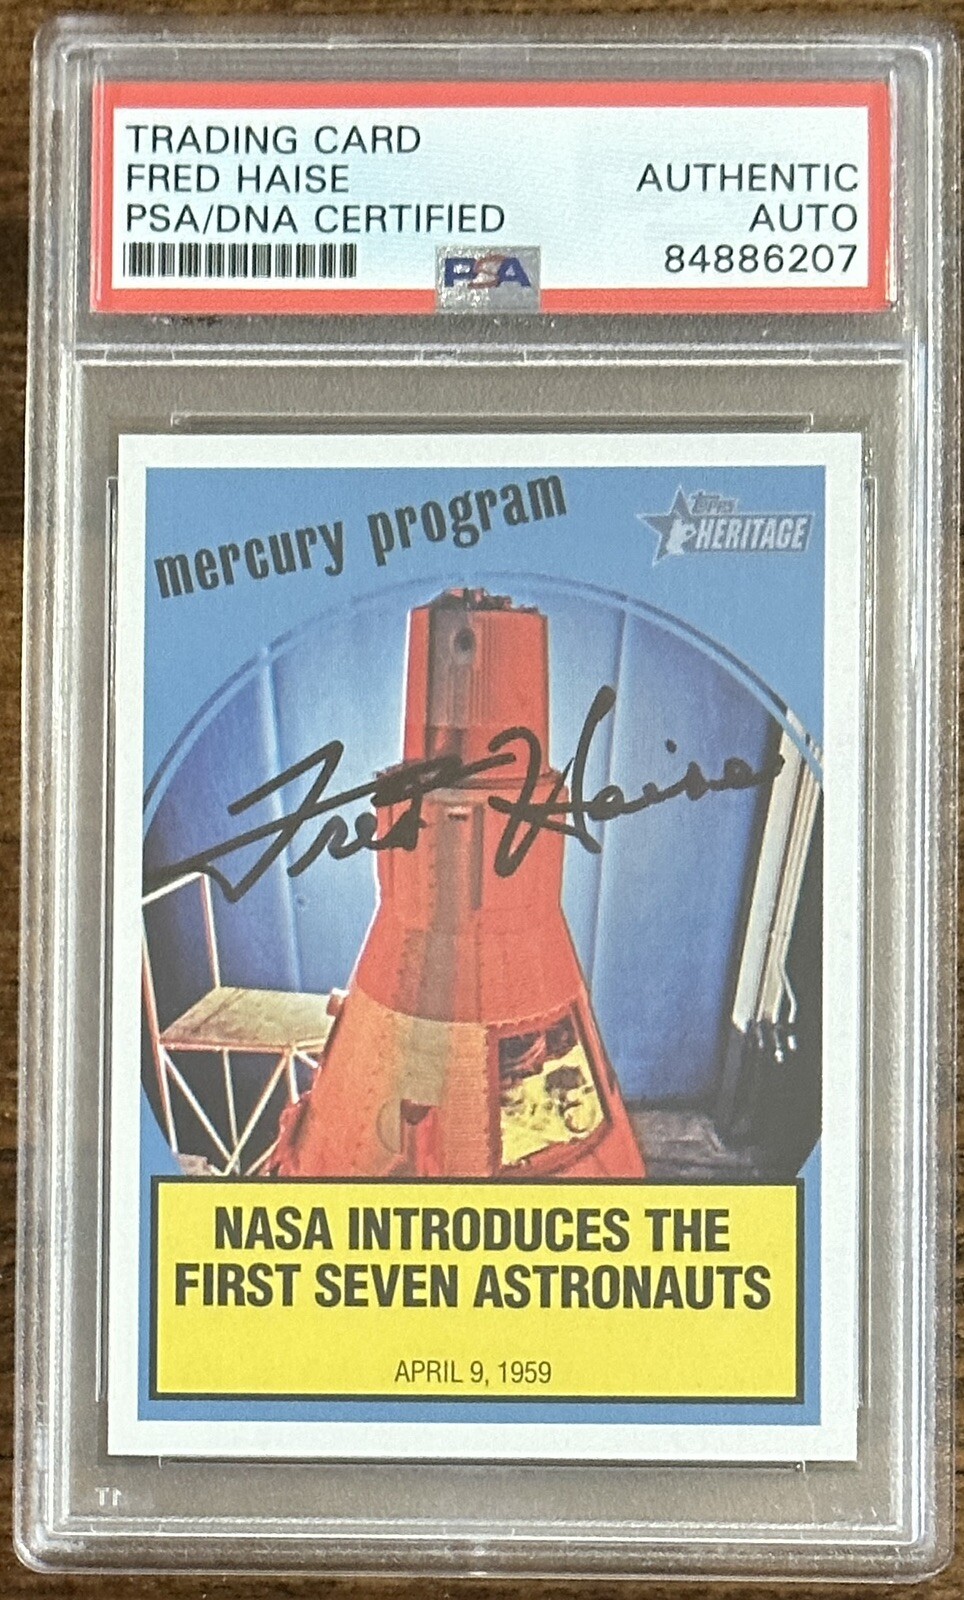 TRADING CARD
FRED HAISE
PSA/DNA CERTIFIED
AUTHENTIC
AUTO
84886207
PSA
mercury program
Topps
HERITAGE
Fred Haise
NASA INTRODUCES THE
FIRST SEVEN ASTRONAUTS
APRIL 9, 1959